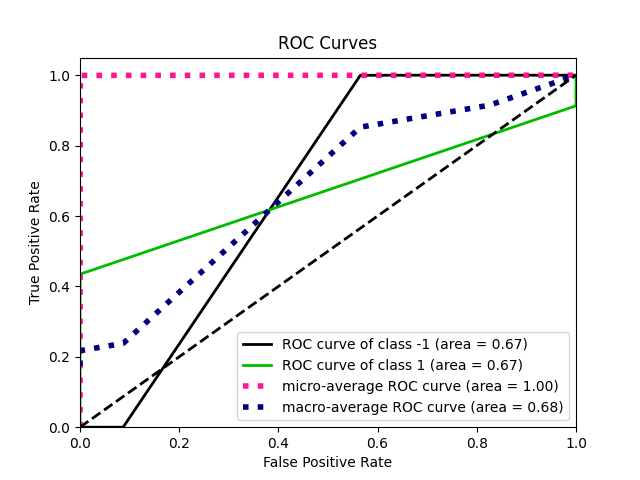 ROC Curves
True Positive Rate
1.0
0.8
0.6
0.4
0.2
0.0
ROC curve of class -1 (area = 0.67)
ROC curve of class 1 (area = 0.67)
micro-average ROC curve (area = 1.00)
macro-average ROC curve (area = 0.68)
0.0 0.2 0.4 0.6 0.8 1.0
False Positive Rate